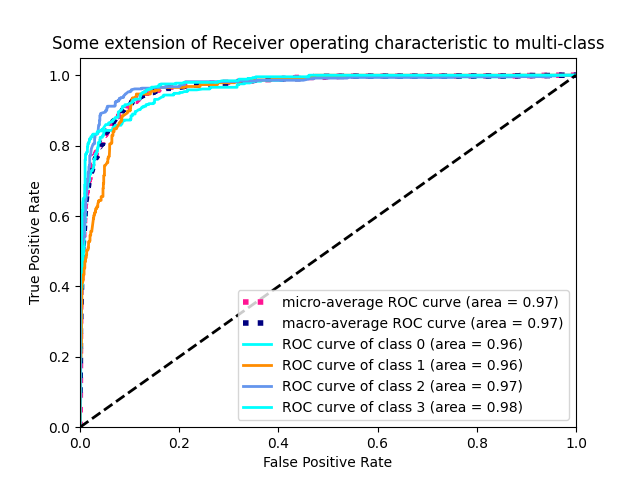 Some extension of Receiver operating characteristic to multi-class
1.0
0.8
0.6
0.4
0.2
0.0
True Positive Rate
micro-average ROC curve (area = 0.97)
macro-average ROC curve (area = 0.97)
ROC curve of class 0 (area = 0.96)
ROC curve of class 1 (area = 0.96)
ROC curve of class 2 (area = 0.97)
ROC curve of class 3 (area = 0.98)
0.0 0.2 0.4 0.6 0.8 1.0
False Positive Rate